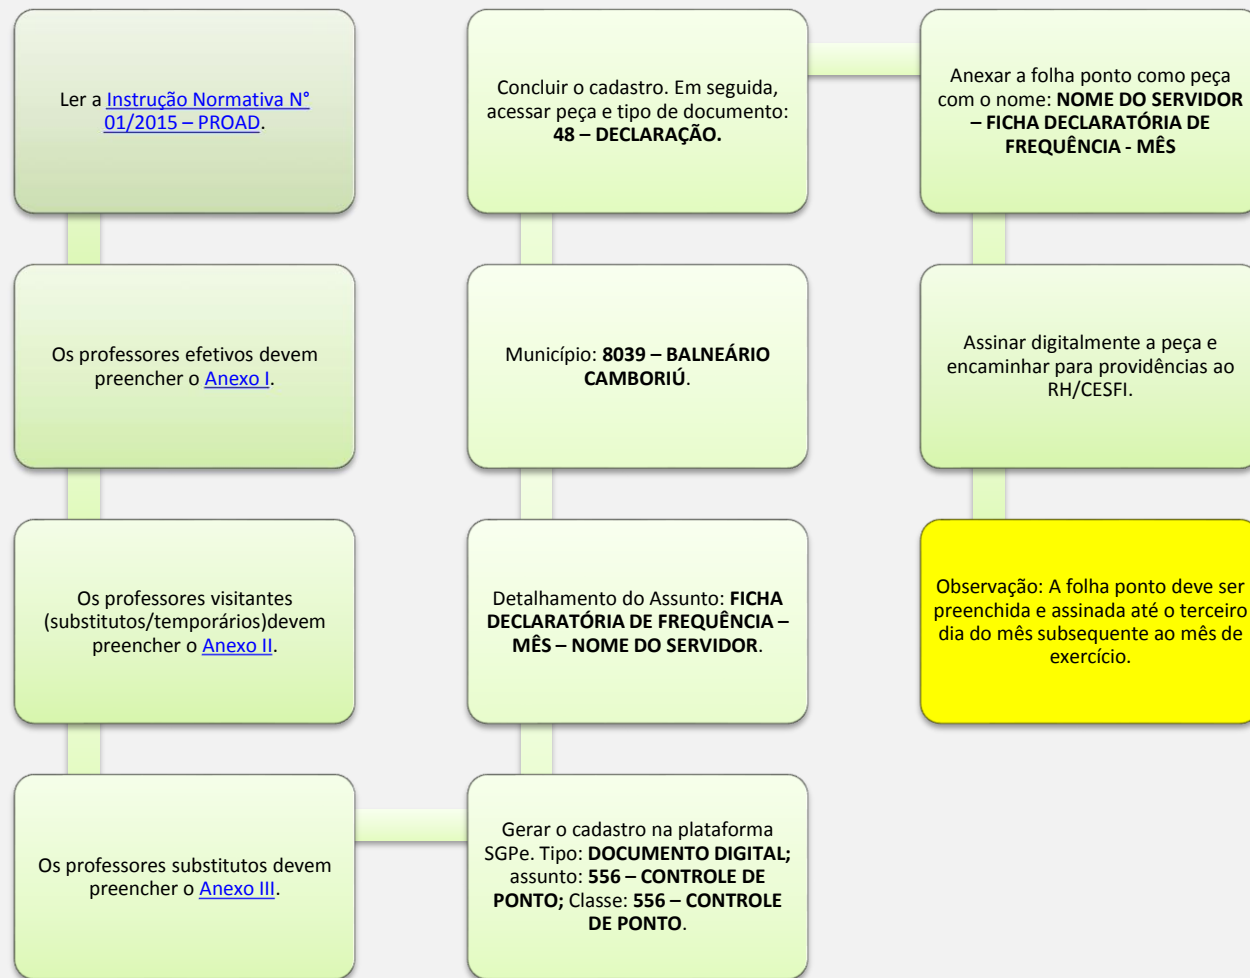 Ler a Instrução Normativa N°
01/2015 – PROAD.
Os professores efetivos devem
preencher o Anexo I.
Os professores visitantes
(substitutos/temporários)devem
preencher o Anexo II.
Os professores substitutos devem
preencher o Anexo III.
Gerar o cadastro na plataforma
SGPe. Tipo: DOCUMENTO DIGITAL;
assunto: 556 – CONTROLE DE
PONTO; Classe: 556 – CONTROLE
DE PONTO.
Detalhamento do Assunto: FICHA
DECLARATÓRIA DE FREQUÊNCIA –
MÊS – NOME DO SERVIDOR.
Município: 8039 – BALNEÁRIO
CAMBORIÚ.
Concluir o cadastro. Em seguida,
acessar peça e tipo de documento:
48 – DECLARAÇÃO.
Anexar a folha ponto como peça
com o nome: NOME DO SERVIDOR
– FICHA DECLARATÓRIA DE
FREQUÊNCIA - MÊS
Assinar digitalmente a peça e
encaminhar para providências ao
RH/CESFI.
Observação: A folha ponto deve ser
preenchida e assinada até o terceiro
dia do mês subsequente ao mês de
exercício.